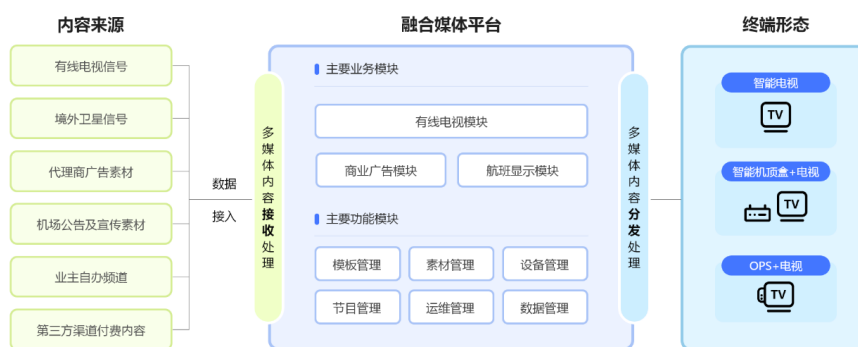 内容来源
有线电视信号
境外卫星信号
代理商广告素材
机场公告及宣传素材
业主自办频道
第三方渠道付费内容
数据
接入
融合媒体平台
多媒体内容接收处理
主要业务模块
有线电视模块
商业广告模块
航班显示模块
主要功能模块
模板管理
素材管理
设备管理
节目管理
运维管理
数据管理
多媒体内容分发处理
终端形态
智能电视
TV
智能机顶盒+电视
TV
OPS+电视
TV